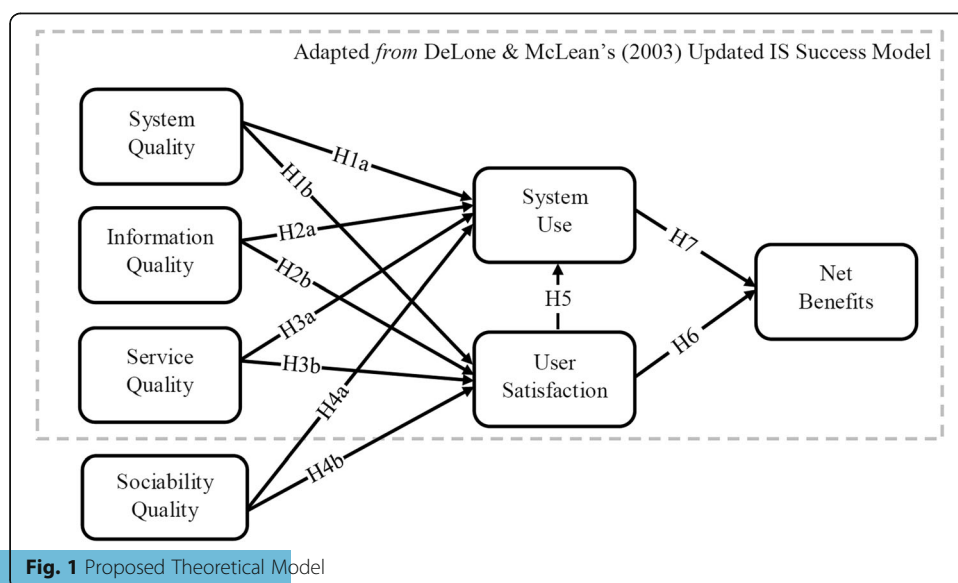 Adapted from DeLone & McLean's (2003) Updated IS Success Model
System
Quality
H1a
H1b
System
Use
Information
Quality
H2a
H2b
H7
Net
Benefits
H3a
H5
Service
Quality
H3b
H6
User
Satisfaction
H4a
H4b
Sociability
Quality
Fig. 1 Proposed Theoretical Model